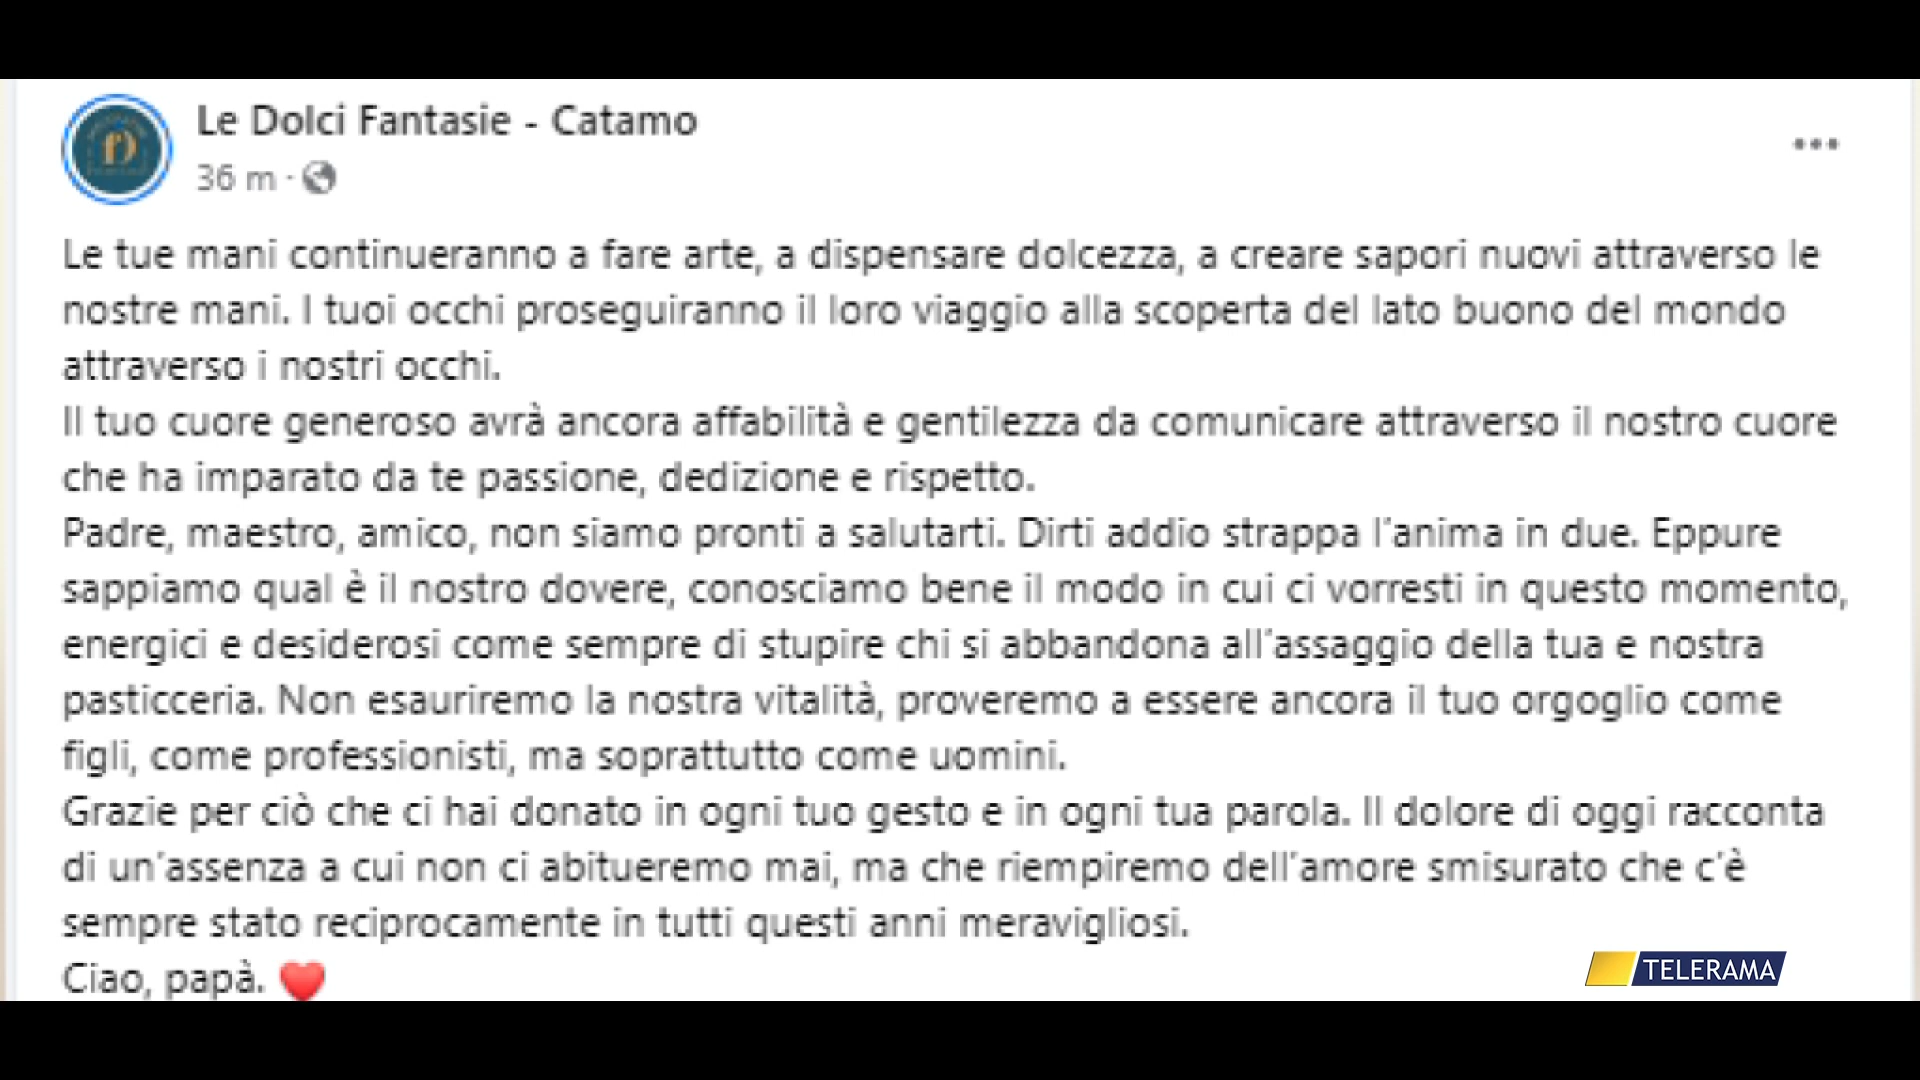 Le Dolci Fantasie - Catamo
36 m ·
Le tue mani continueranno a fare arte, a dispensare dolcezza, a creare sapori nuovi attraverso le
nostre mani. I tuoi occhi proseguiranno il loro viaggio alla scoperta del lato buono del mondo
attraverso i nostri occhi.
Il tuo cuore generoso avrà ancora affabilità e gentilezza da comunicare attraverso il nostro cuore
che ha imparato da te passione, dedizione e rispetto.
Padre, maestro, amico, non siamo pronti a salutarti. Dirti addio strappa l'anima in due. Eppure
sappiamo qual è il nostro dovere, conosciamo bene il modo in cui ci vorresti in questo momento,
energici e desiderosi come sempre di stupire chi si abbandona all'assaggio della tua e nostra
pasticceria. Non esauriremo la nostra vitalità, proveremo a essere ancora il tuo orgoglio come
figli, come professionisti, ma soprattutto come uomini.
Grazie per ciò che ci hai donato in ogni tuo gesto e in ogni tua parola. Il dolore di oggi racconta
di un'assenza a cui non ci abitueremo mai, ma che riempiremo dell'amore smisurato che c'è
sempre stato reciprocamente in tutti questi anni meravigliosi.
Ciao, papà. ❤
TELERAMA